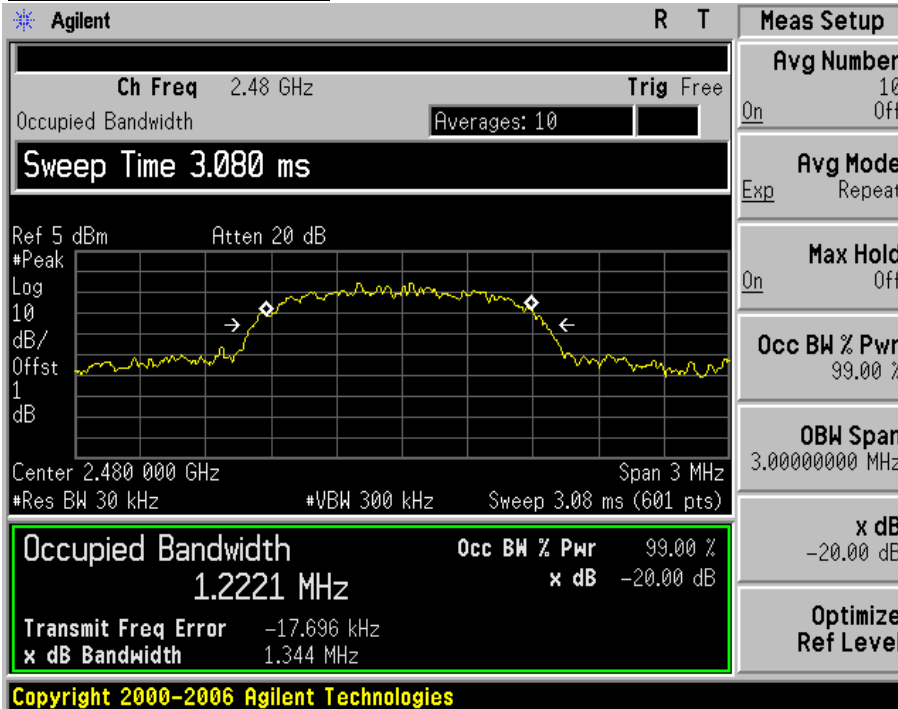 Agilent R T
Meas Setup
Ch Freq 2.48 GHz Trig Free
Occupied Bandwidth Averages: 10
Sweep Time 3.080 ms
Ref 5 dBm Atten 20 dB
#Peak
Log
10
dB/
Offst
1
dB
Center 2.480 000 GHz Span 3 MHz
#Res BW 30 kHz #VBW 300 kHz Sweep 3.08 ms (601 pts)
Occupied Bandwidth Occ BW % Pwr 99.00 %
1.2221 MHz x dB -20.00 dB
Transmit Freq Error -17.696 kHz
x dB Bandwidth 1.344 MHz
Avg Number
10
On Off
Avg Mode
Exp Repeat
Max Hold
On Off
Occ BW % Pwr
99.00 %
OBW Span
3.00000000 MHz
x dB
-20.00 dB
Optimize
Ref Level
Copyright 2000-2006 Agilent Technologies